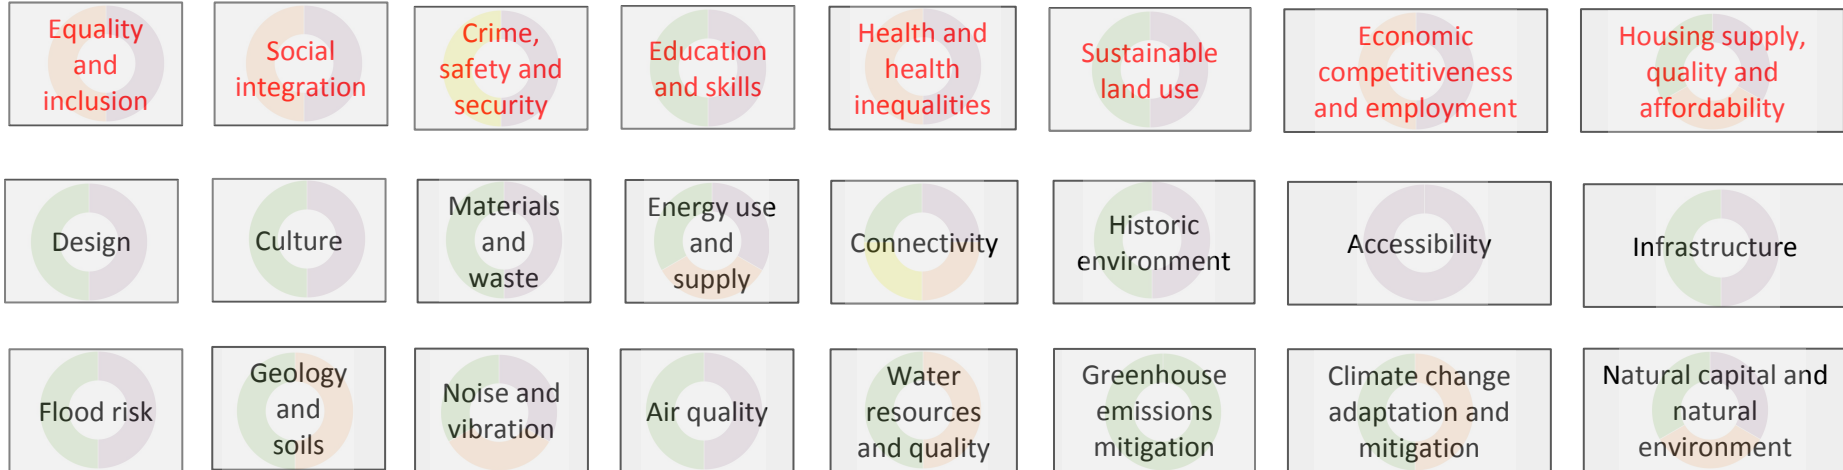 Equality
and
inclusion
Social
integration
Crime,
safety and
security
Education
and skills
Health and
health
inequalities
Sustainable
land use
Economic
competitiveness
and employment
Housing supply,
quality and
affordability
Design
Culture
Materials
and
waste
Energy use
and
supply
Connectivity
Historic
environment
Accessibility
Infrastructure
Flood risk
Geology
and
soils
Noise and
vibration
Air quality
Water
resources
and quality
Greenhouse
emissions
mitigation
Climate change
adaptation and
mitigation
Natural capital and
natural
environment